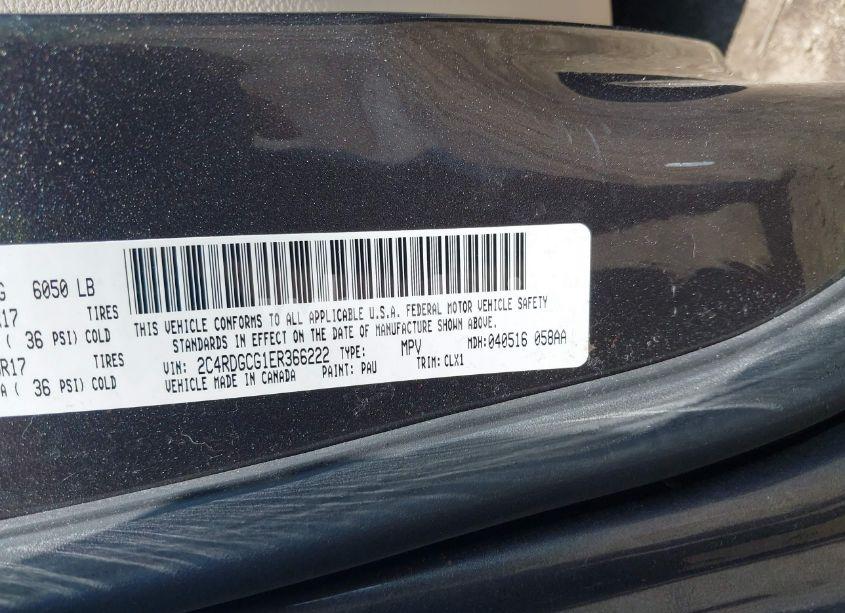 G 6050 LB
R17 TIRES
( 36 PSI) COLD
R17 TIRES
A ( 36 PSI) COLD
THIS VEHICLE CONFORMS TO ALL APPLICABLE U.S.A. FEDERAL MOTOR VEHICLE SAFETY
STANDARDS IN EFFECT ON THE DATE OF MANUFACTURE SHOWN ABOVE.
VIN: 2C4RDGCG1ER366222 TYPE: MPV MDH: 040516 058AA
VEHICLE MADE IN CANADA PAINT: PAU TRIM: CLX1